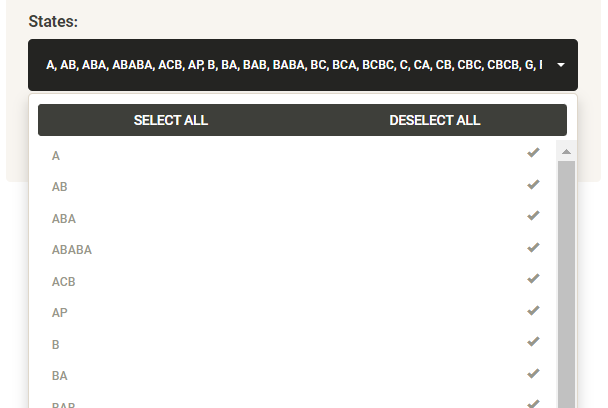 States:
A, AB, ABA, ABABA, ACB, AP, B, BA, BAB, BABA, BC, BCA, BCBC, C, CA, CB, CBC, CBCB, G,
SELECT ALL DESELECT ALL
A
AB
ABA
ABABA
ACB
AP
B
BA
BAB